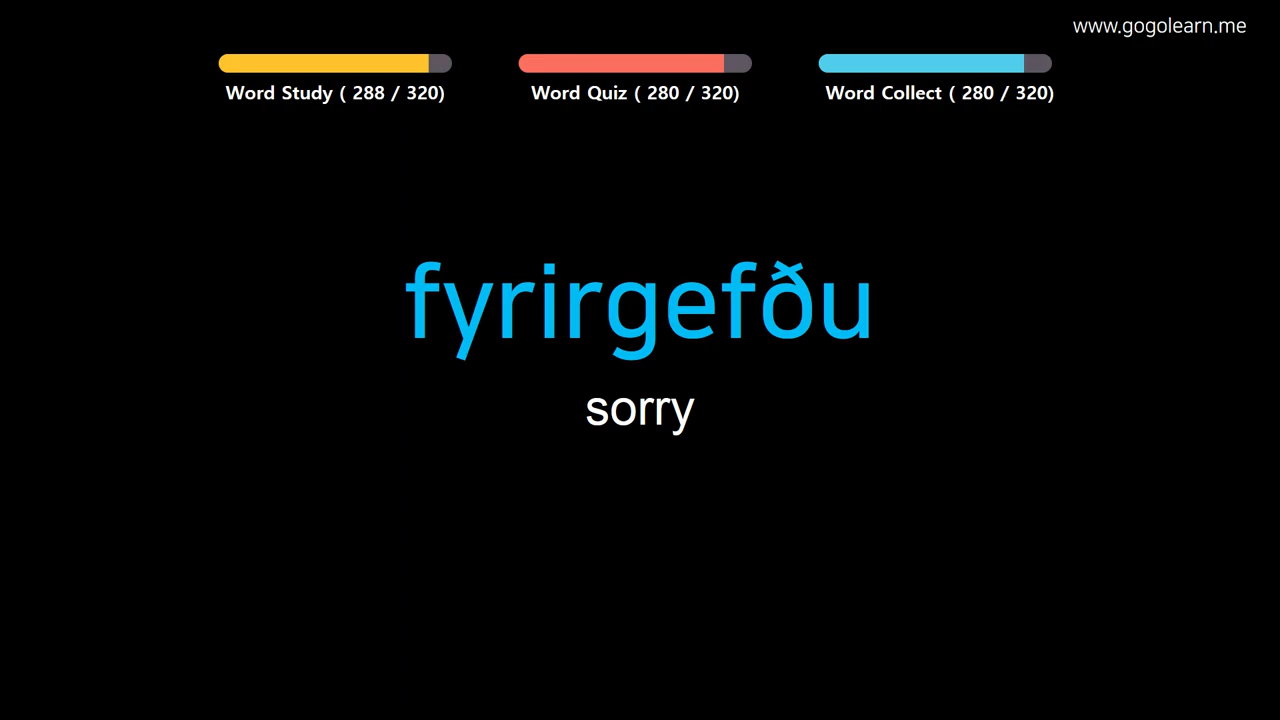 www.gogolearn.me
Word Study ( 288 / 320)
Word Quiz ( 280 / 320)
Word Collect ( 280 / 320)
fyrirgefðu
sorry